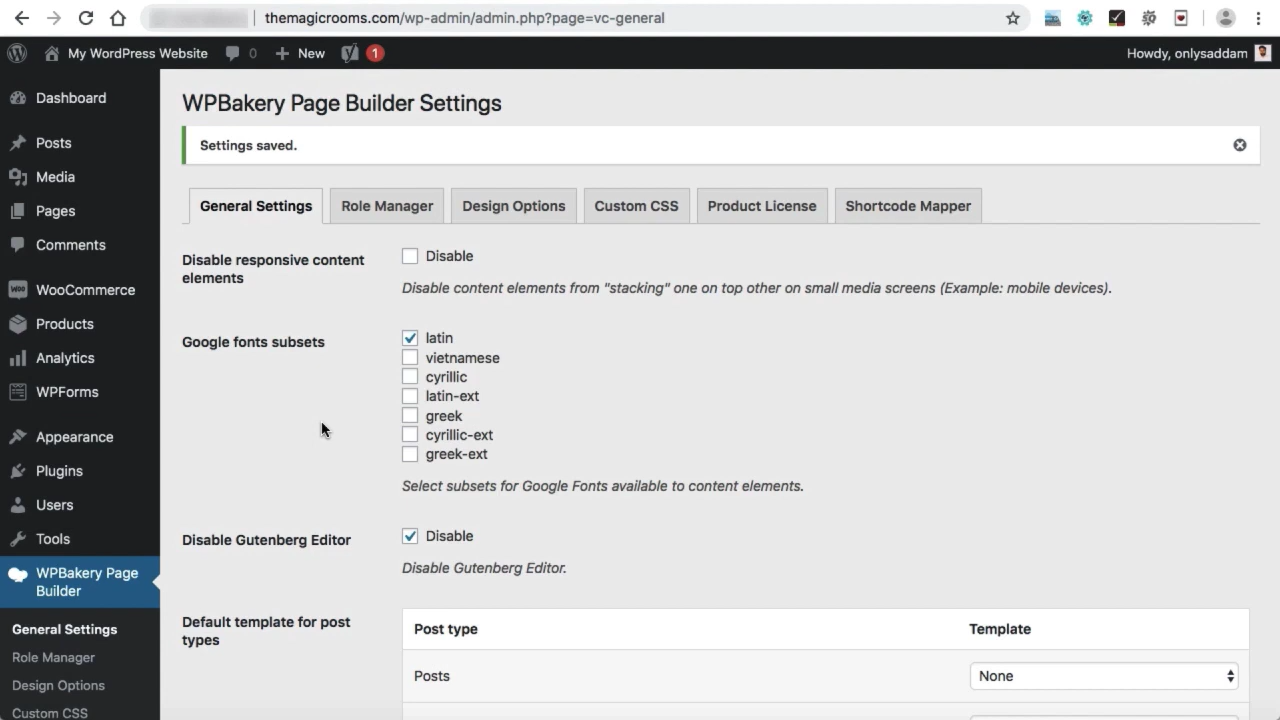 themagicrooms.com/wp-admin/admin.php?page=vc-general
My WordPress Website 0 New 1 Howdy, onlysaddam
Dashboard
Posts
Media
Pages
Comments
WooCommerce
Products
Analytics
WPForms
Appearance
Plugins
Users
Tools
WPBakery Page
Builder
General Settings
Role Manager
Design Options
Custom CSS
WPBakery Page Builder Settings
Settings saved.
General Settings Role Manager Design Options Custom CSS Product License Shortcode Mapper
Disable responsive content
elements
Disable
Disable content elements from "stacking" one on top other on small media screens (Example: mobile devices).
Google fonts subsets
latin
vietnamese
cyrillic
latin-ext
greek
cyrillic-ext
greek-ext
Select subsets for Google Fonts available to content elements.
Disable Gutenberg Editor
Disable
Disable Gutenberg Editor.
Default template for post
types
Post type Template
Posts None